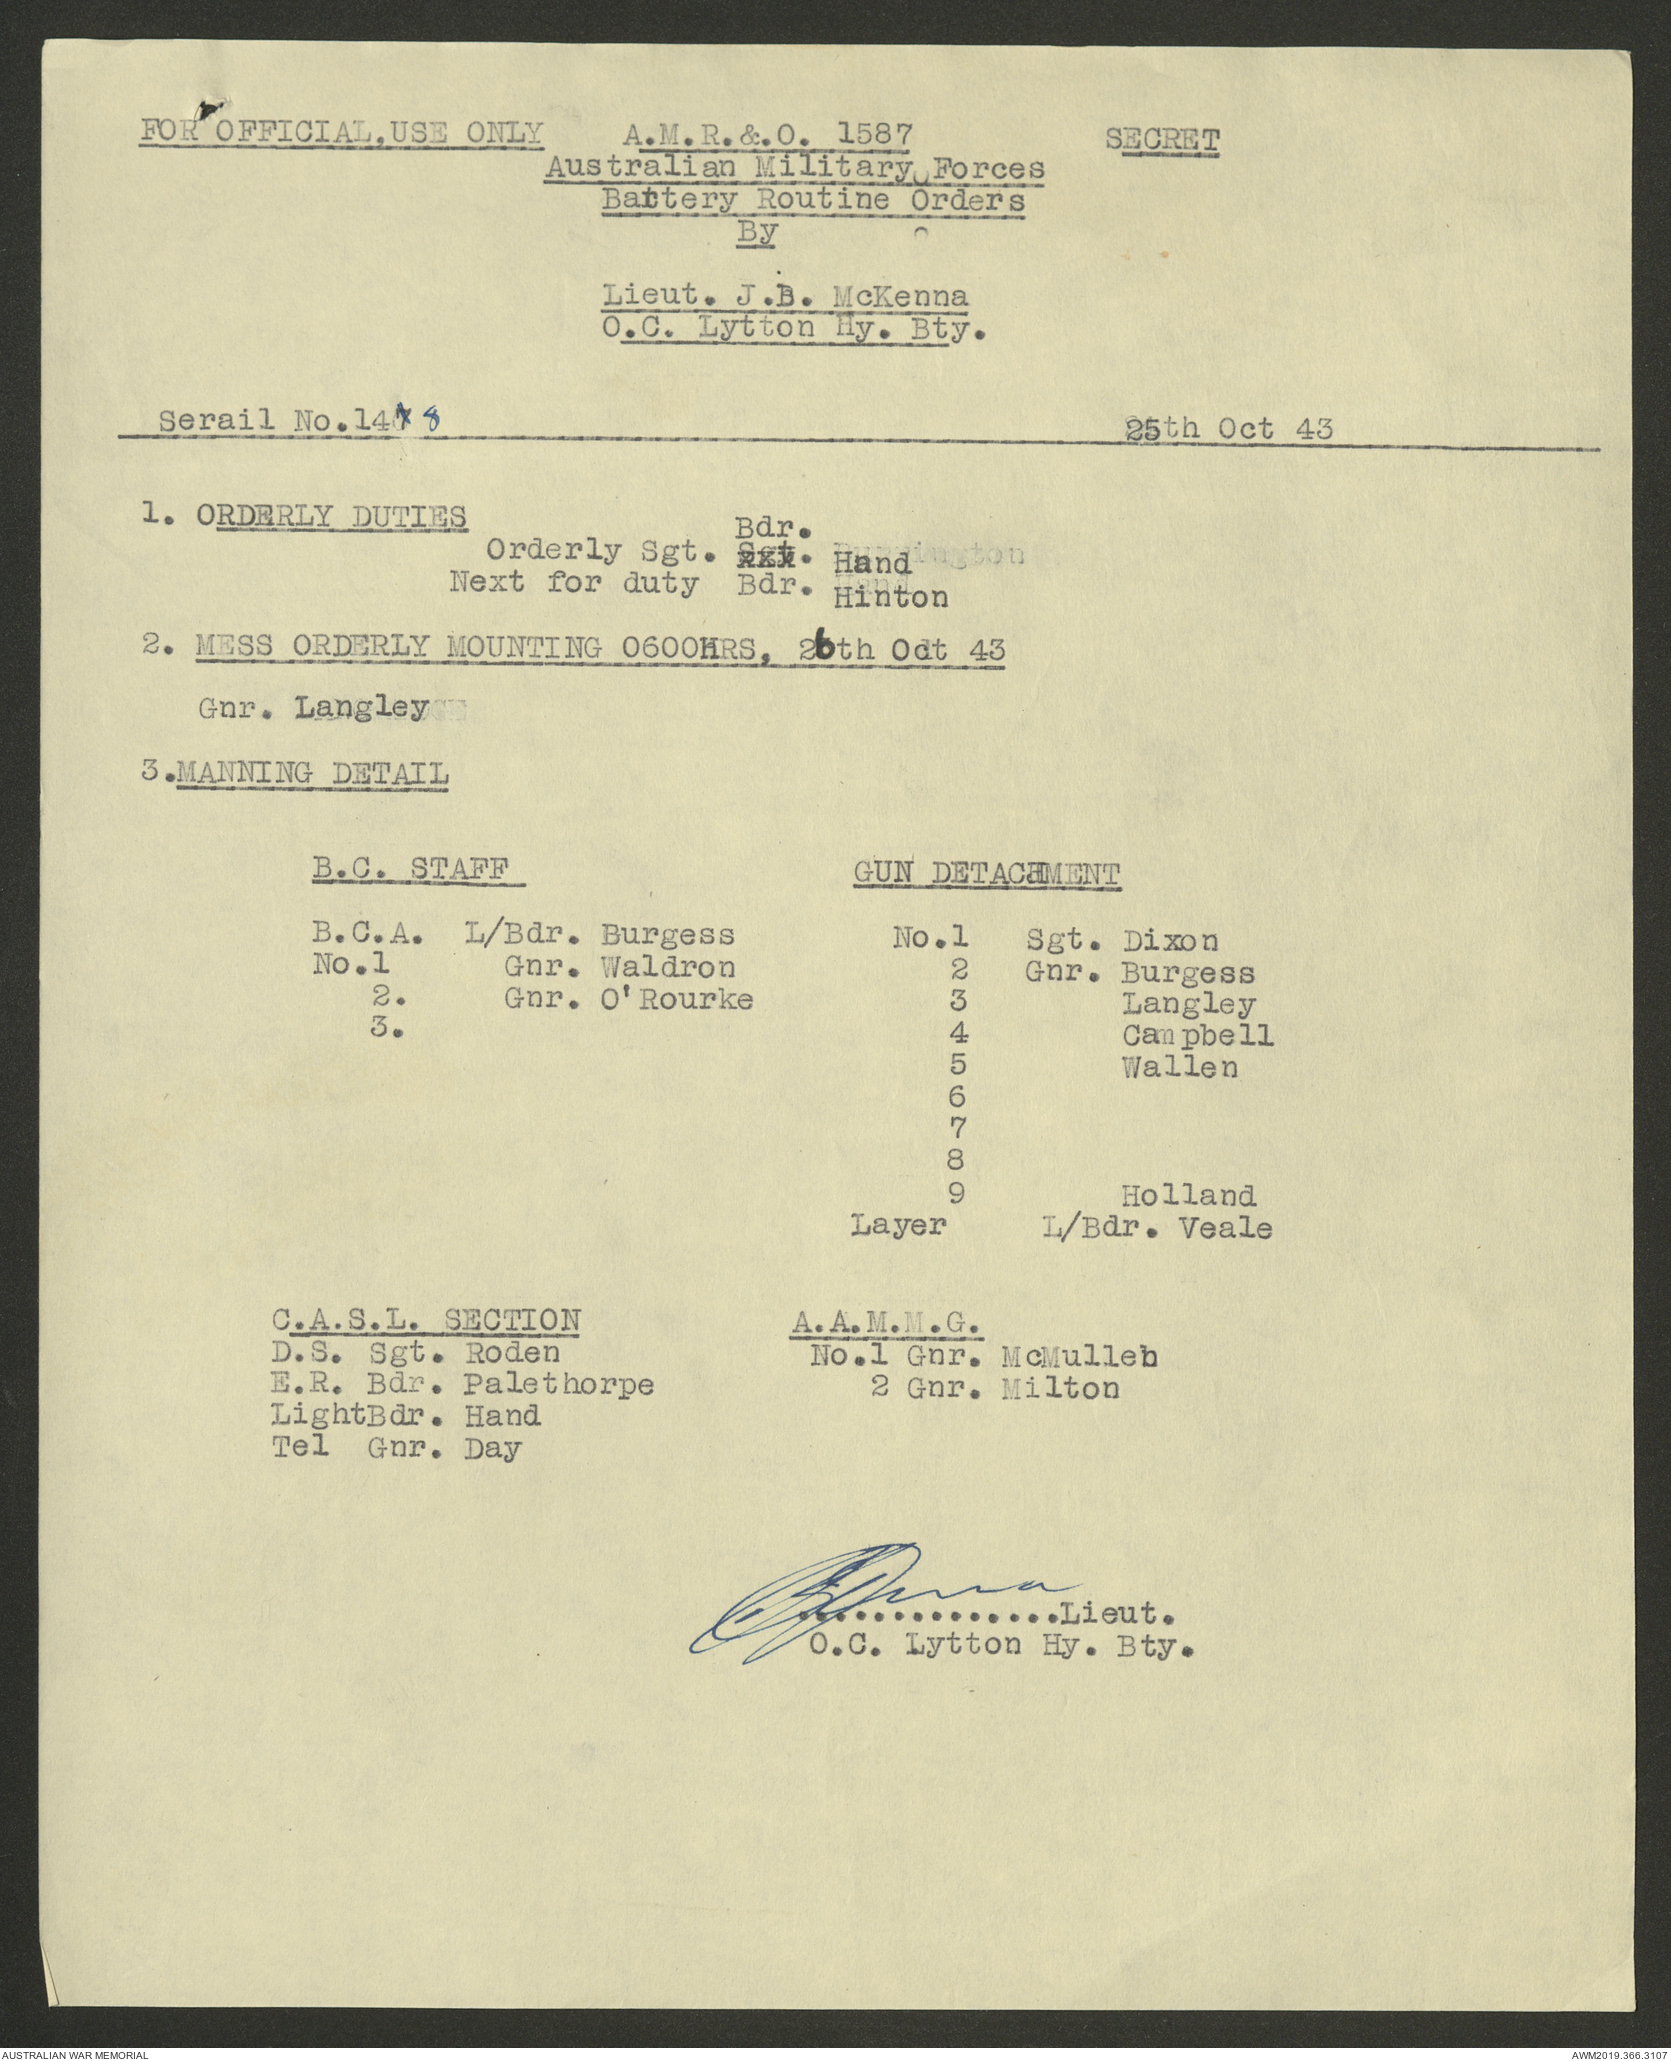 FOR OFFICIAL,USE ONLY A.M.R.&.O. 1587 SECRET
Australian Military Forces
Battery Routine Orders
By
Lieut. J.B. McKenna
O.C. Lytton Hy. Bty.
Serail No.147 8 25th Oct 43
1. ORDERLY DUTIES
Bdr.
Orderly Sgt. Sgt. Hand
Next for duty Bdr. Hinton
2. MESS ORDERLY MOUNTING 0600HRS, 26th Odt 43
Gnr. Langley
3.MANNING DETAIL
B.C. STAFF GUN DETACHMENT
B.C.A. L/Bdr. Burgess No.1 Sgt. Dixon
No.1 Gnr. Waldron 2 Gnr. Burgess
2. Gnr. O'Rourke 3 Langley
3. 4 Campbell
5 Wallen
6
7
8
9 Holland
Layer L/Bdr. Veale
C.A.S.L. SECTION A.A.M.M.G.
D.S. Sgt. Roden No.1 Gnr. McMullen
E.R. Bdr. Palethorpe 2 Gnr. Milton
LightBdr. Hand
Tel Gnr. Day
..............Lieut.
O.C. Lytton Hy. Bty.
AUSTRALIAN WAR MEMORIAL AWM2019.366.3107